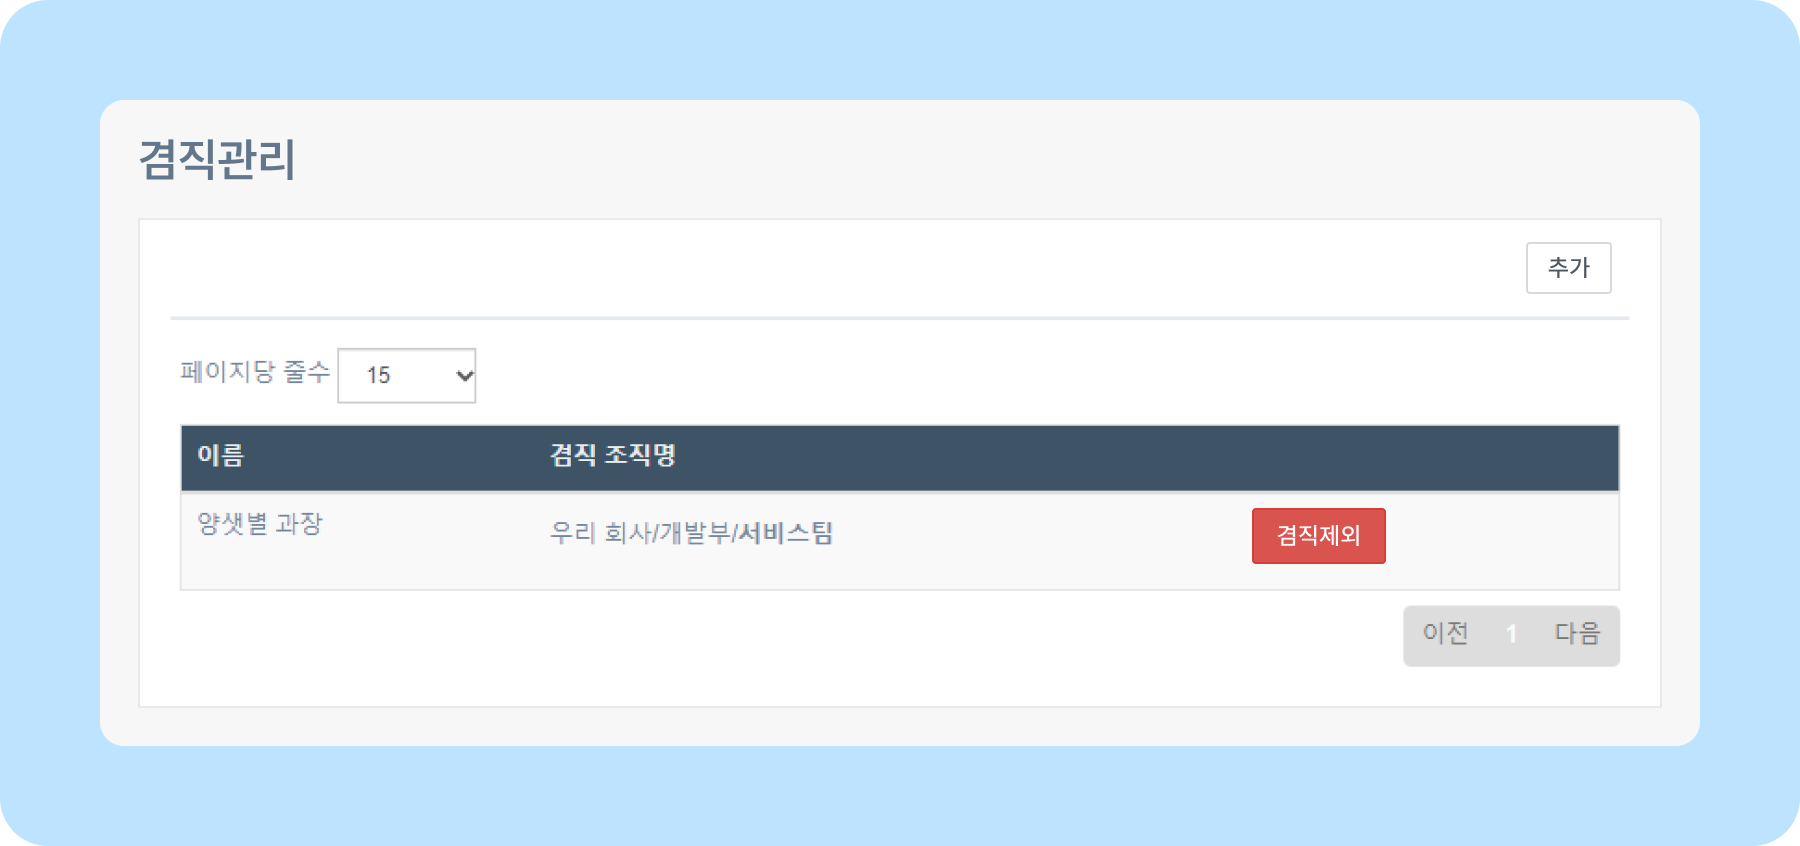 겸직관리
추가
페이지당 줄수 15
이름 겸직 조직명
양샛별 과장 우리 회사/개발부/서비스팀 겸직제외
이전 1 다음